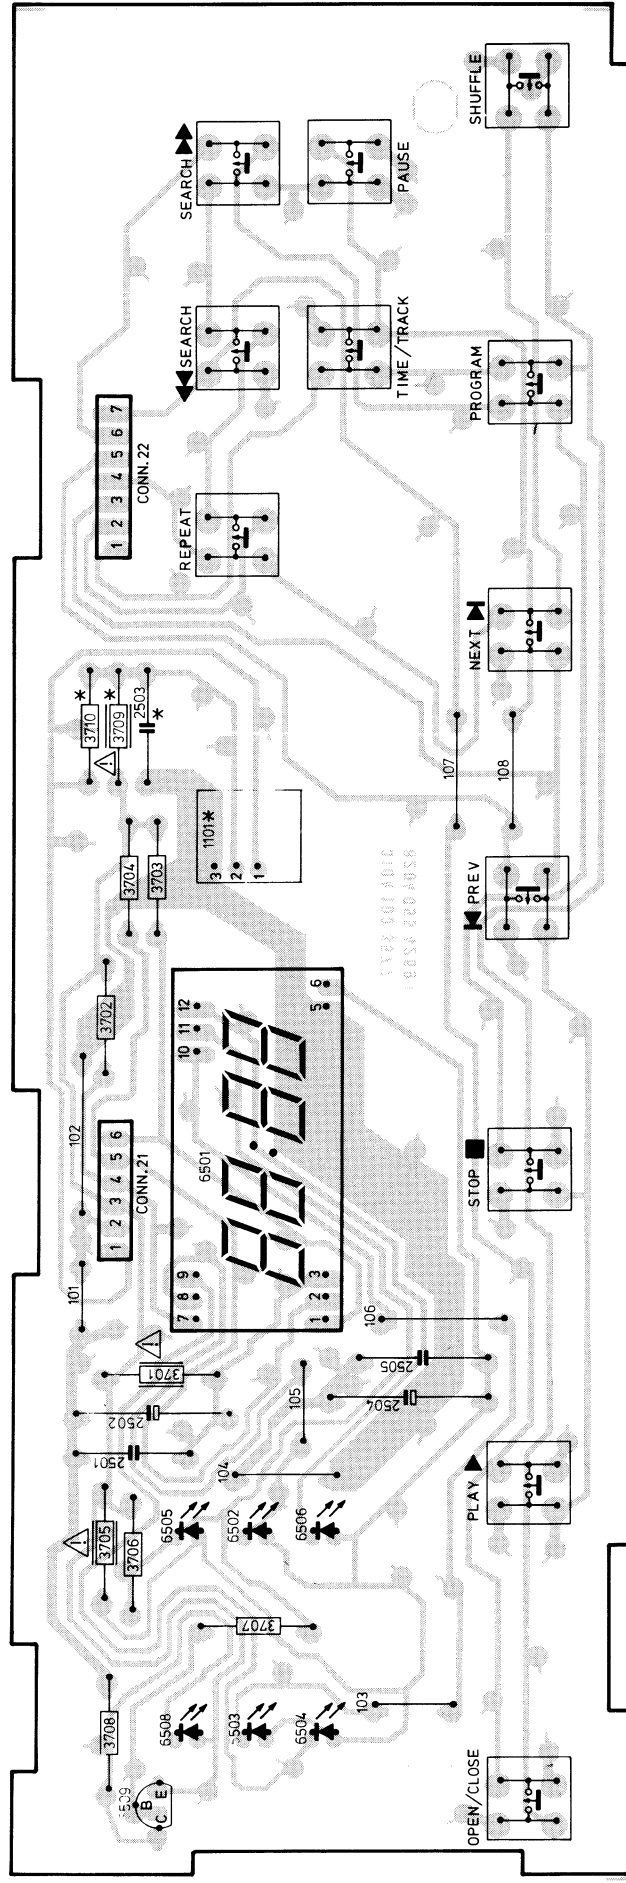 SHUFFLE
SEARCH
PAUSE
SEARCH
TIME/TRACK
PROGRAM
1 2 3 4 5 6 7
CONN.22
REPEAT
NEXT
3710 *
3709 *
2503
*
107
108
1101*
3
2
1
3704
3703
PREV
3702
102
12
11
10
6
5
6501
1 2 3 4 5 6
CONN.21
STOP
101
9
8
7
3
2
1
106
3701
2505
2504
2502
2501
105
104
PLAY
3705
3706
6505
6502
6506
3707
3708
6508
6503
6504
103
E
B
C
OPEN/CLOSE